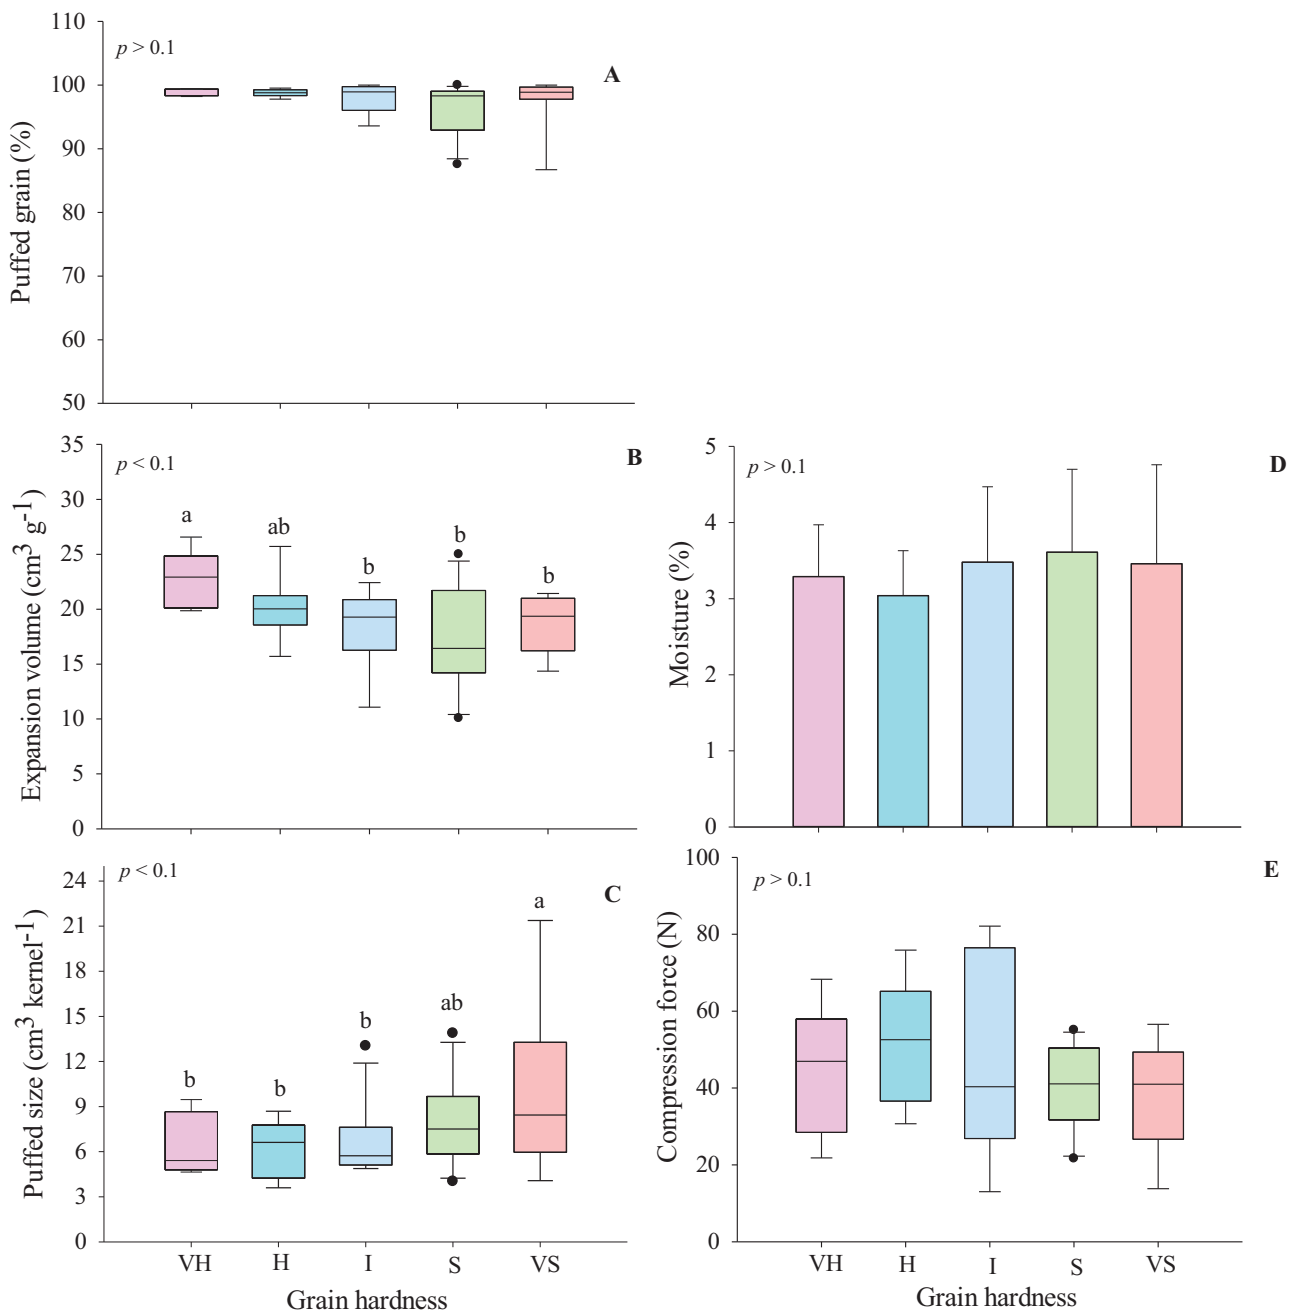 p > 0.1
A
110
100
90
80
70
60
50
Puffed grain (%)
p < 0.1
B
35
30
25
20
15
10
5
0
Expansion volume (cm³ g⁻¹)
a
ab
b
b
b
p > 0.1
D
5
4
3
2
1
0
Moisture (%)
p < 0.1
C
24
21
18
15
12
9
6
3
0
Puffed size (cm³ kernel⁻¹)
b
b
b
ab
a
VH H I S VS
Grain hardness
p > 0.1
E
100
80
60
40
20
0
Compression force (N)
VH H I S VS
Grain hardness